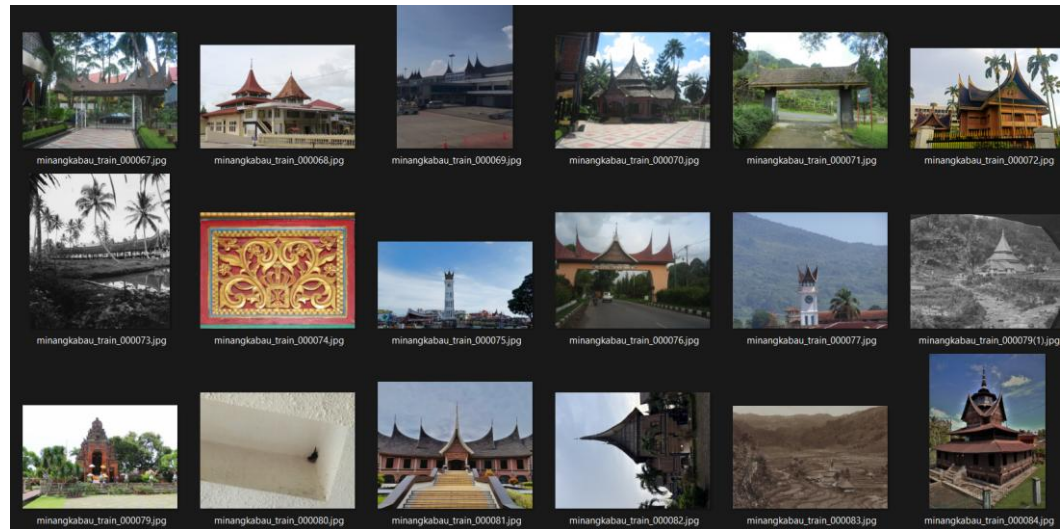 minangkabau_train_000067.jpg
minangkabau_train_000068.jpg
minangkabau_train_000069.jpg
minangkabau_train_000070.jpg
minangkabau_train_000071.jpg
minangkabau_train_000072.jpg
minangkabau_train_000073.jpg
minangkabau_train_000074.jpg
minangkabau_train_000075.jpg
minangkabau_train_000076.jpg
minangkabau_train_000077.jpg
minangkabau_train_000079(1).jpg
minangkabau_train_000079.jpg
minangkabau_train_000080.jpg
minangkabau_train_000081.jpg
minangkabau_train_000082.jpg
minangkabau_train_000083.jpg
minangkabau_train_000084.jpg